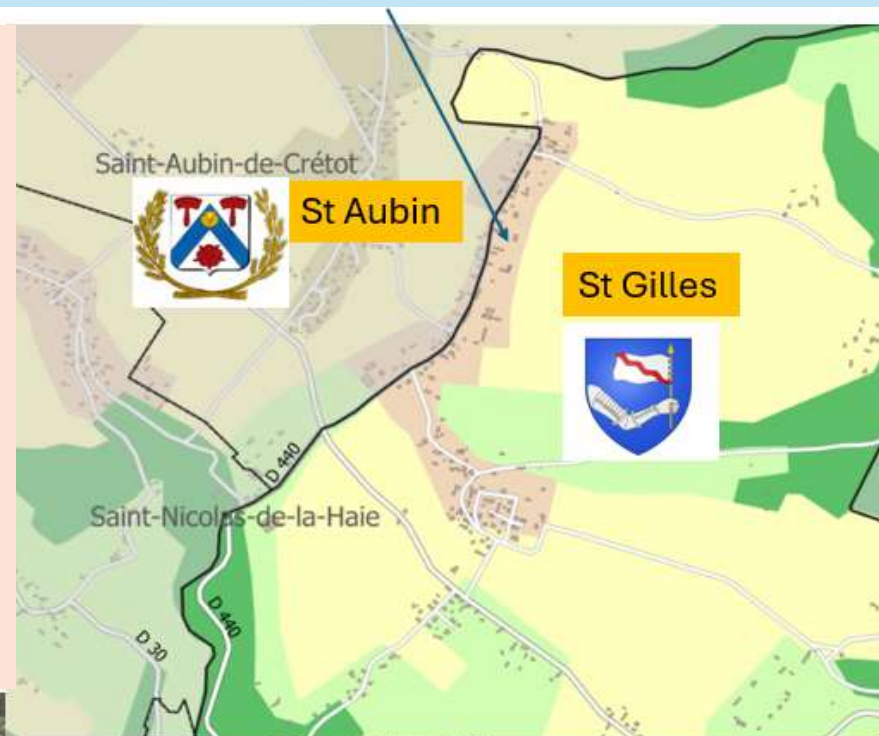 Saint-Aubin-de-Crétot
St Aubin
St Gilles
D 440
Saint-Nicolas-de-la-Haie
D 440
D 30